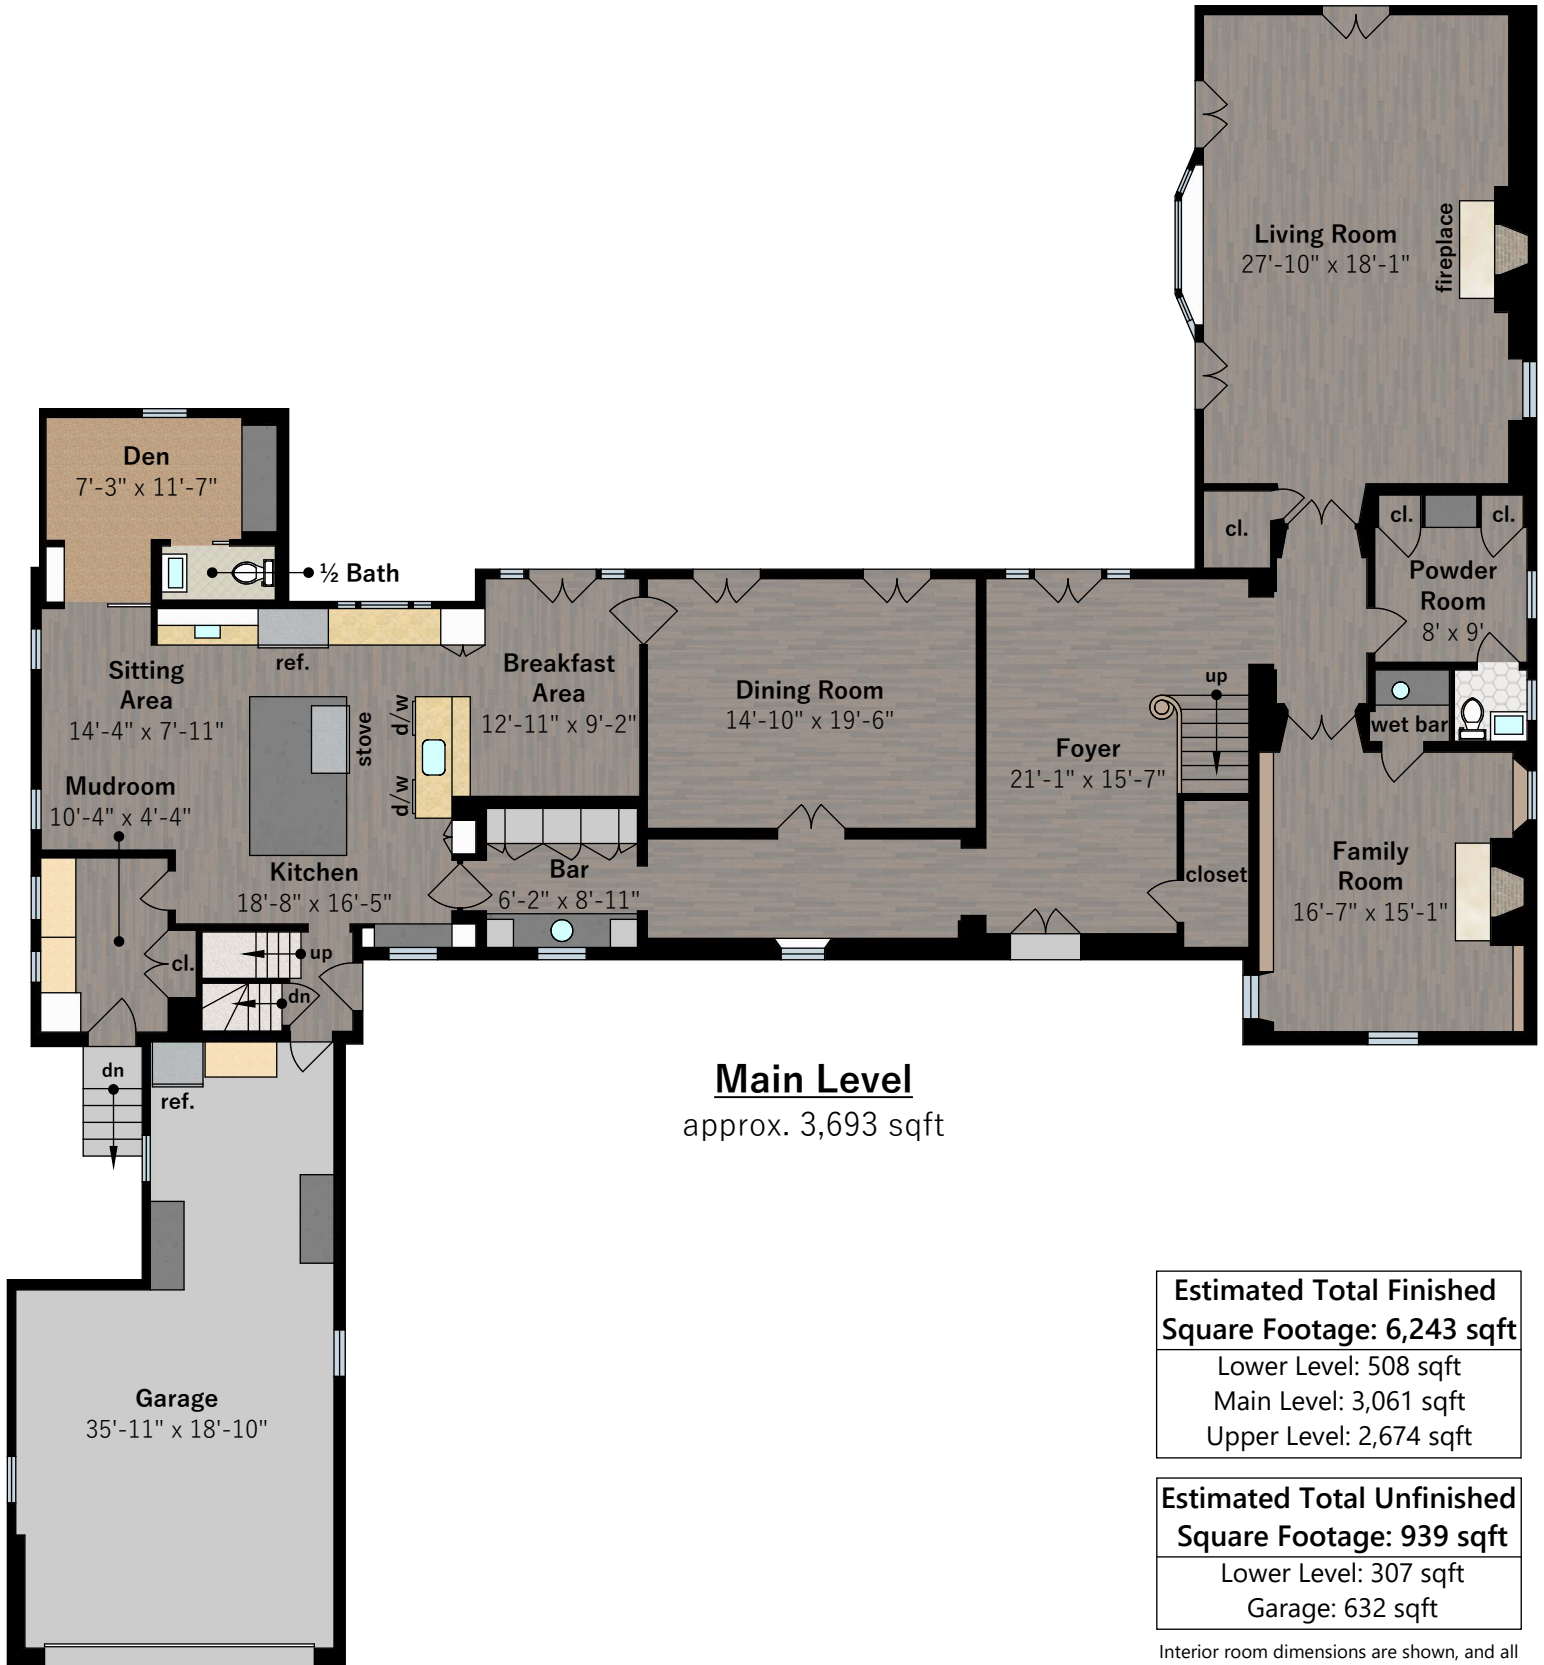 Living Room
27'-10" x 18'-1"
fireplace
Den
7'-3" x 11'-7"
½ Bath
cl.
cl.
cl.
Powder
Room
8' x 9'
Sitting
Area
14'-4" x 7'-11"
ref.
stove
d/w
d/w
Breakfast
Area
12'-11" x 9'-2"
Dining Room
14'-10" x 19'-6"
Foyer
21'-1" x 15'-7"
up
wet bar
Mudroom
10'-4" x 4'-4"
Kitchen
18'-8" x 16'-5"
Bar
6'-2" x 8'-11"
closet
Family
Room
16'-7" x 15'-1"
cl.
up
dn
dn
ref.
Main Level
approx. 3,693 sqft
Garage
35'-11" x 18'-10"
Estimated Total Finished
Square Footage: 6,243 sqft
Lower Level: 508 sqft
Main Level: 3,061 sqft
Upper Level: 2,674 sqft
Estimated Total Unfinished
Square Footage: 939 sqft
Lower Level: 307 sqft
Garage: 632 sqft
Interior room dimensions are shown, and all